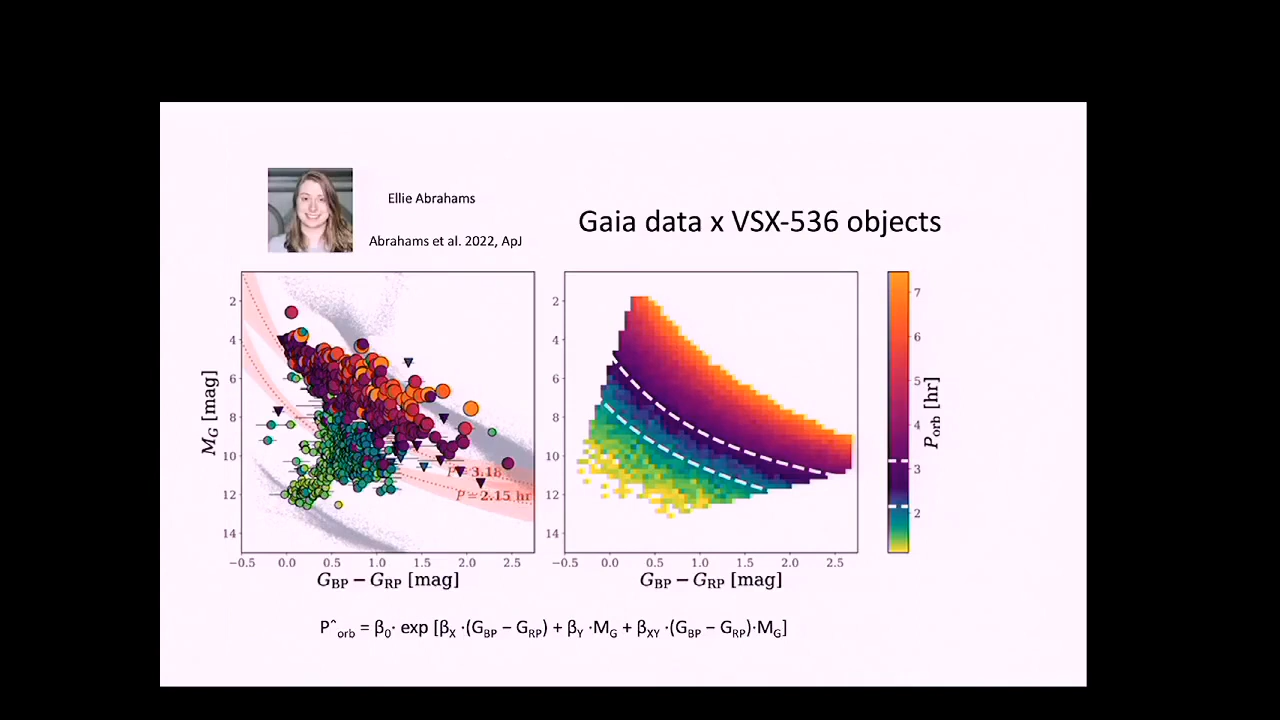 Ellie Abrahams
Abrahams et al. 2022, ApJ
Gaia data x VSX-536 objects
M_G [mag]
2
4
6
8
10
12
14
−0.5 0.0 0.5 1.0 1.5 2.0 2.5
G_BP − G_RP [mag]
P = 3.18
P = 2.15 hr
2
4
6
8
10
12
14
−0.5 0.0 0.5 1.0 1.5 2.0 2.5
G_BP − G_RP [mag]
7
6
5
4
3
2
P_orb [hr]
Pˆ_orb = β₀· exp [β_X ·(G_BP − G_RP) + β_Y ·M_G + β_XY ·(G_BP − G_RP)·M_G]